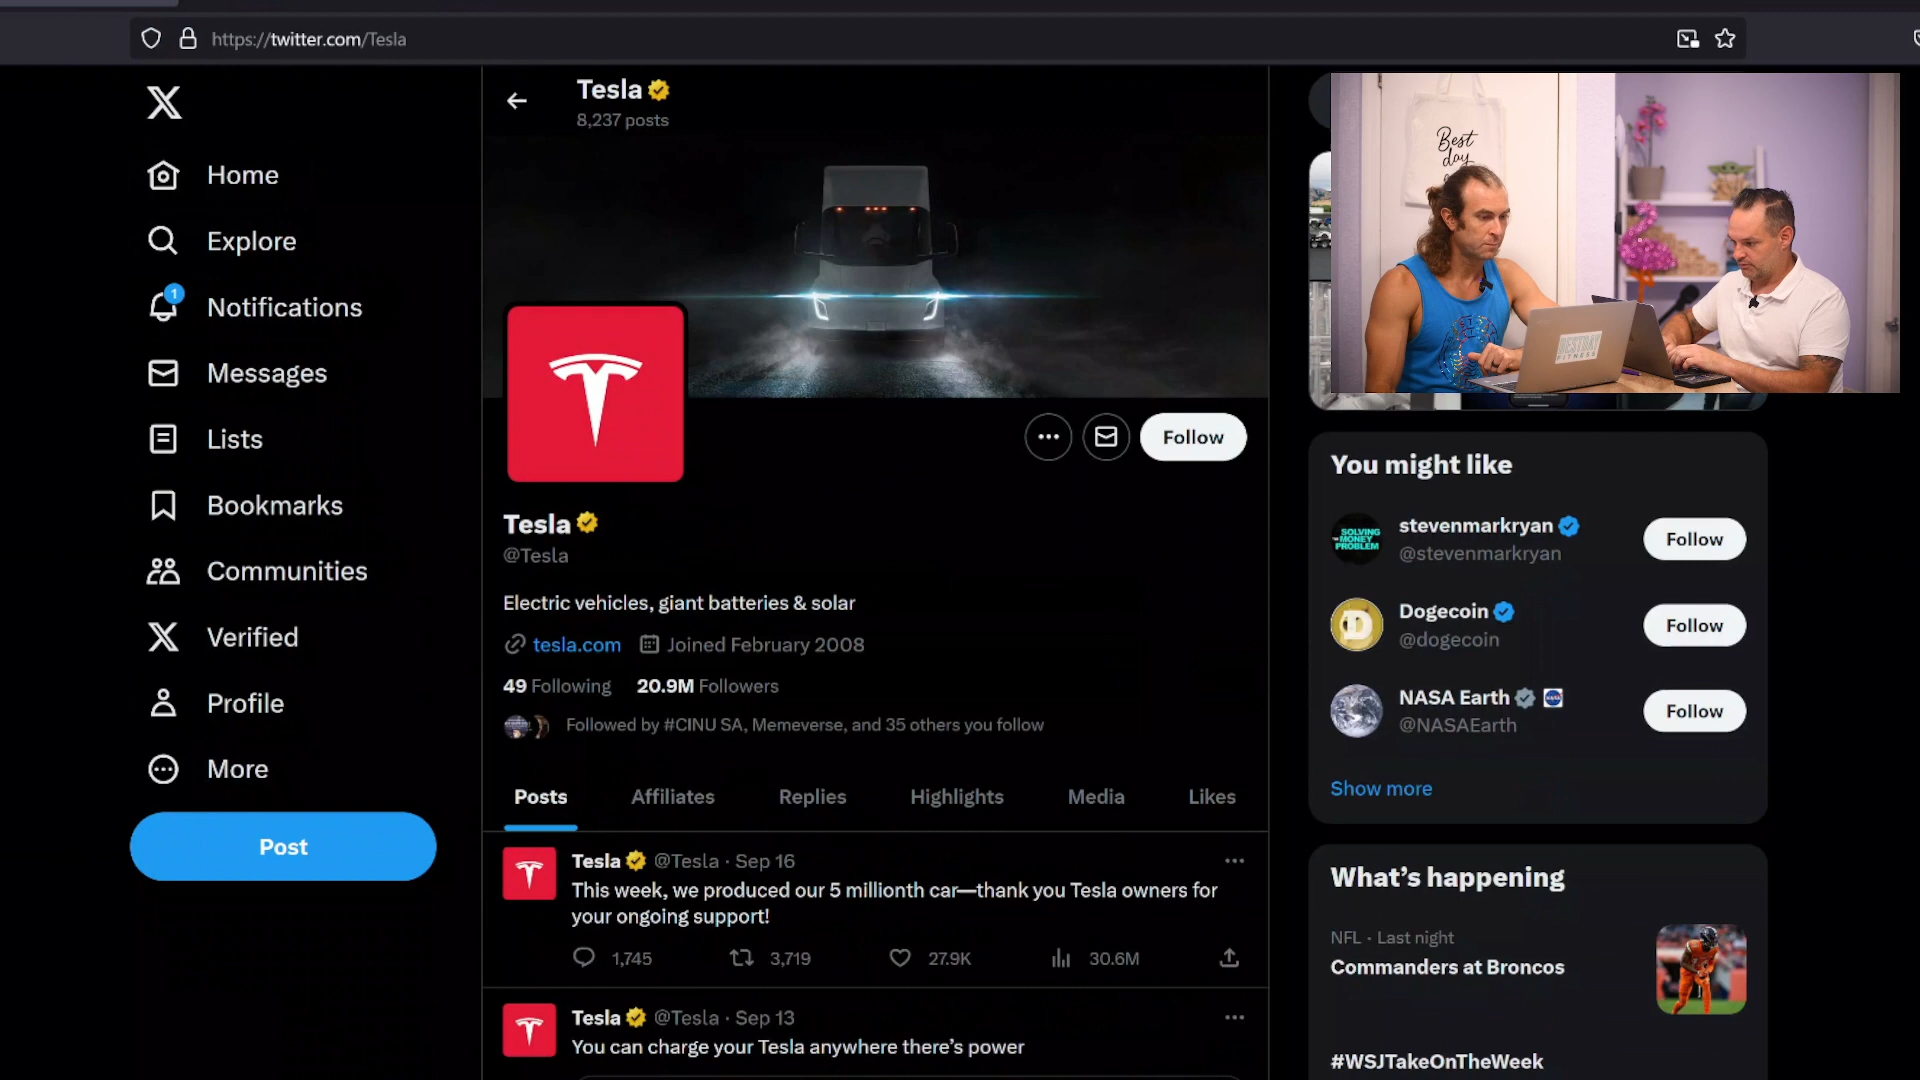 https://twitter.com/Tesla
Home
Explore
1
Notifications
Messages
Lists
Bookmarks
Communities
Verified
Profile
More
Post
Tesla
8,237 posts
Follow
Tesla
@Tesla
Electric vehicles, giant batteries & solar
tesla.com Joined February 2008
49 Following 20.9M Followers
Followed by #CINU SA, Memeverse, and 35 others you follow
Posts Affiliates Replies Highlights Media Likes
Tesla @Tesla · Sep 16
This week, we produced our 5 millionth car—thank you Tesla owners for
your ongoing support!
1,745 3,719 27.9K 30.6M
Tesla @Tesla · Sep 13
You can charge your Tesla anywhere there's power
Best
day
BESTDAY
FITNESS
You might like
SOLVING
THE
MONEY
PROBLEM
stevenmarkryan
@stevenmarkryan
Follow
Dogecoin
@dogecoin
Follow
NASA Earth
@NASAEarth
Follow
Show more
What's happening
NFL · Last night
Commanders at Broncos
#WSJTakeOnTheWeek